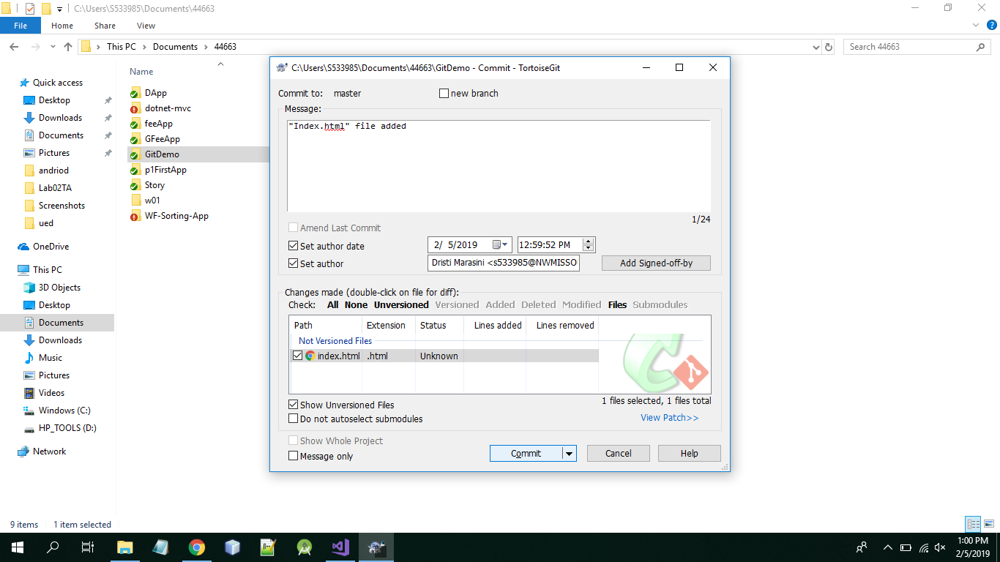 C:\Users\S533985\Documents\44663
File Home Share View
This PC Documents 44663
Search 44663
Quick access
Desktop
Downloads
Documents
Pictures
andriod
Lab02TA
Screenshots
ued
OneDrive
This PC
3D Objects
Desktop
Documents
Downloads
Music
Pictures
Videos
Windows (C:)
HP_TOOLS (D:)
Network
Name
DApp
dotnet-mvc
feeApp
GFeeApp
GitDemo
p1FirstApp
Story
w01
WF-Sorting-App
C:\Users\S533985\Documents\44663\GitDemo - Commit - TortoiseGit
Commit to: master new branch
Message:
"Index.html" file added
1/24
Amend Last Commit
Set author date 2/ 5/2019 12:59:52 PM
Set author Dristi Marasini <s533985@NWMISSO Add Signed-off-by
Changes made (double-click on file for diff):
Check: All None Unversioned Versioned Added Deleted Modified Files Submodules
Path Extension Status Lines added Lines removed
Not Versioned Files
index.html .html Unknown
Show Unversioned Files 1 files selected, 1 files total
Do not autoselect submodules View Patch>>
Show Whole Project
Message only Commit Cancel Help
9 items 1 item selected
1:00 PM
2/5/2019